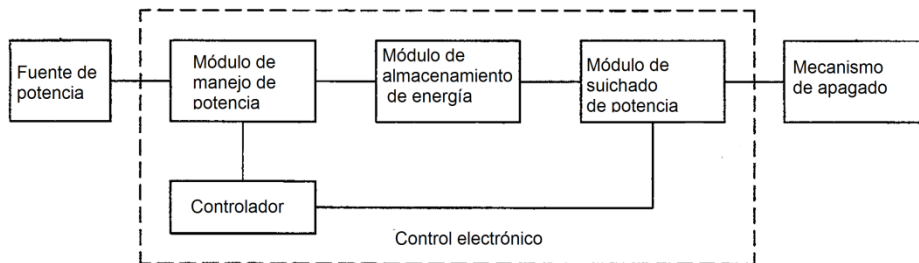 Fuente de
potencia
Módulo de
manejo de
potencia
Módulo de
almacenamiento
de energía
Módulo de
suichado
de potencia
Mecanismo
de apagado
Controlador
Control electrónico